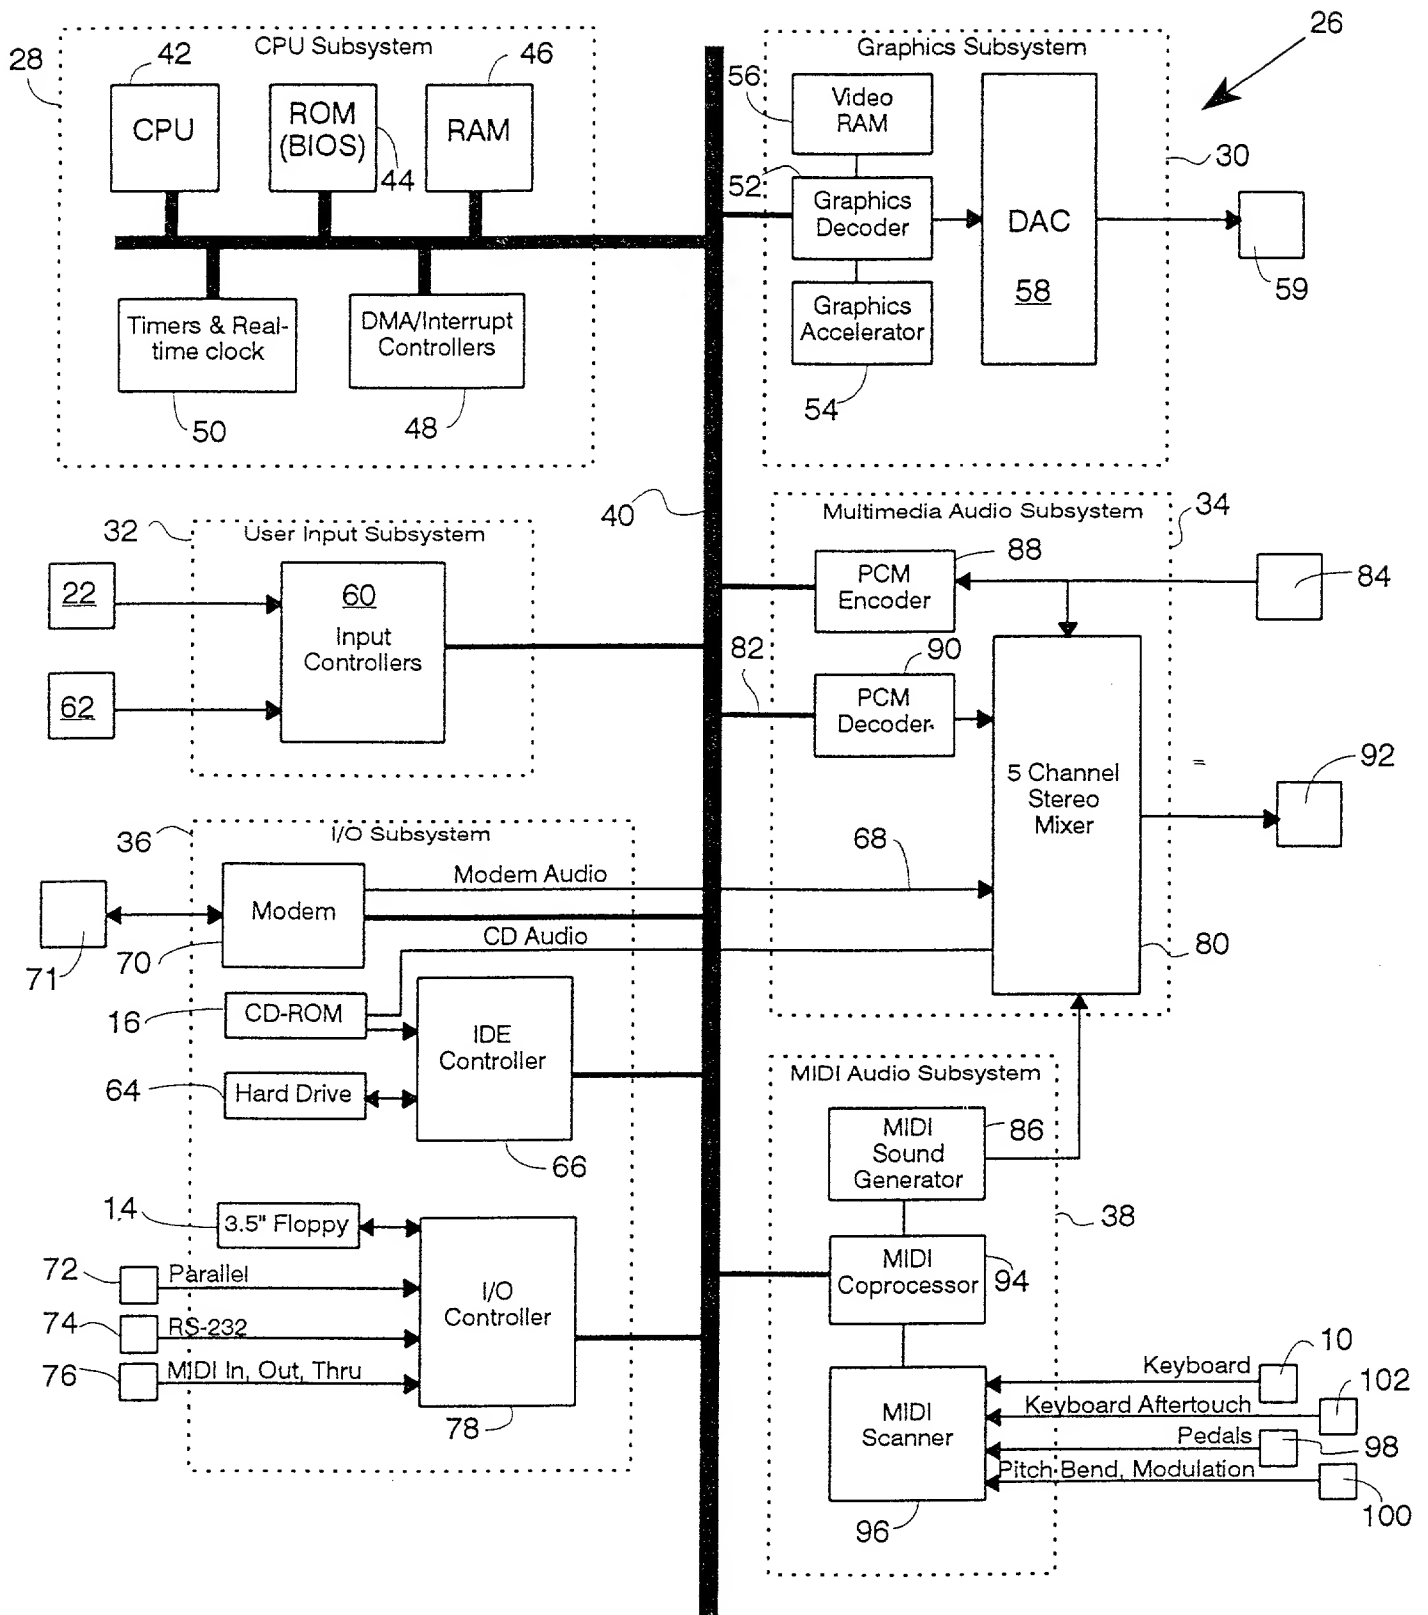 CPU Subsystem
28
42
46
CPU
ROM
(BIOS)
44
RAM
Timers & Real-
time clock
50
DMA/Interrupt
Controllers
48
Graphics Subsystem
26
56
Video
RAM
30
52
Graphics
Decoder
DAC
58
59
Graphics
Accelerator
54
40
32
User Input Subsystem
22
60
Input
Controllers
62
Multimedia Audio Subsystem
34
88
PCM
Encoder
84
82
90
PCM
Decoder
5 Channel
Stereo
Mixer
=
92
68
80
36
I/O Subsystem
Modem Audio
Modem
70
71
CD Audio
16
CD-ROM
IDE
Controller
64
Hard Drive
66
14
3.5" Floppy
72
Parallel
I/O
Controller
74
RS-232
76
MIDI In, Out, Thru
78
MIDI Audio Subsystem
MIDI
Sound
Generator
86
38
MIDI
Coprocessor
94
MIDI
Scanner
96
Keyboard
10
Keyboard Aftertouch
102
Pedals
98
Pitch Bend, Modulation
100